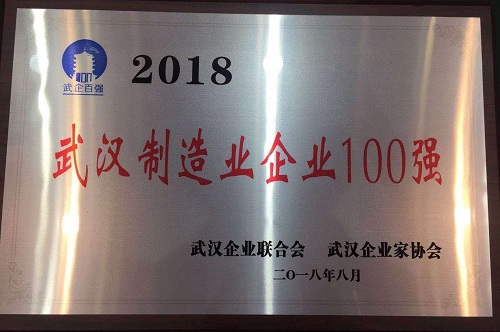 2018
武企百强
武汉制造业企业100强
武汉企业联合会 武汉企业家协会
二〇一八年八月